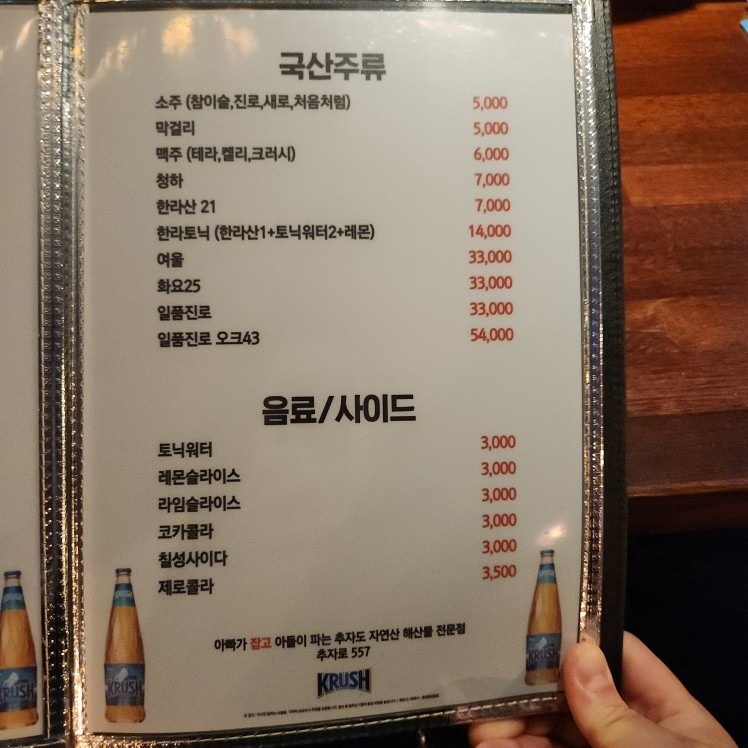 국산주류
소주 (참이슬,진로,새로,처음처럼) 5,000
막걸리 5,000
맥주 (테라,켈리,크러시) 6,000
청하 7,000
한라산 21 7,000
한라토닉 (한라산1+토닉워터2+레몬) 14,000
여울 33,000
화요25 33,000
일품진로 33,000
일품진로 오크43 54,000
음료/사이드
토닉워터 3,000
레몬슬라이스 3,000
라임슬라이스 3,000
코카콜라 3,000
칠성사이다 3,000
제로콜라 3,500
아빠가 잡고 아들이 파는 추자도 자연산 해산물 전문점
추자로 557
KRUSH
KRUSH
KRUSH
KRUSH